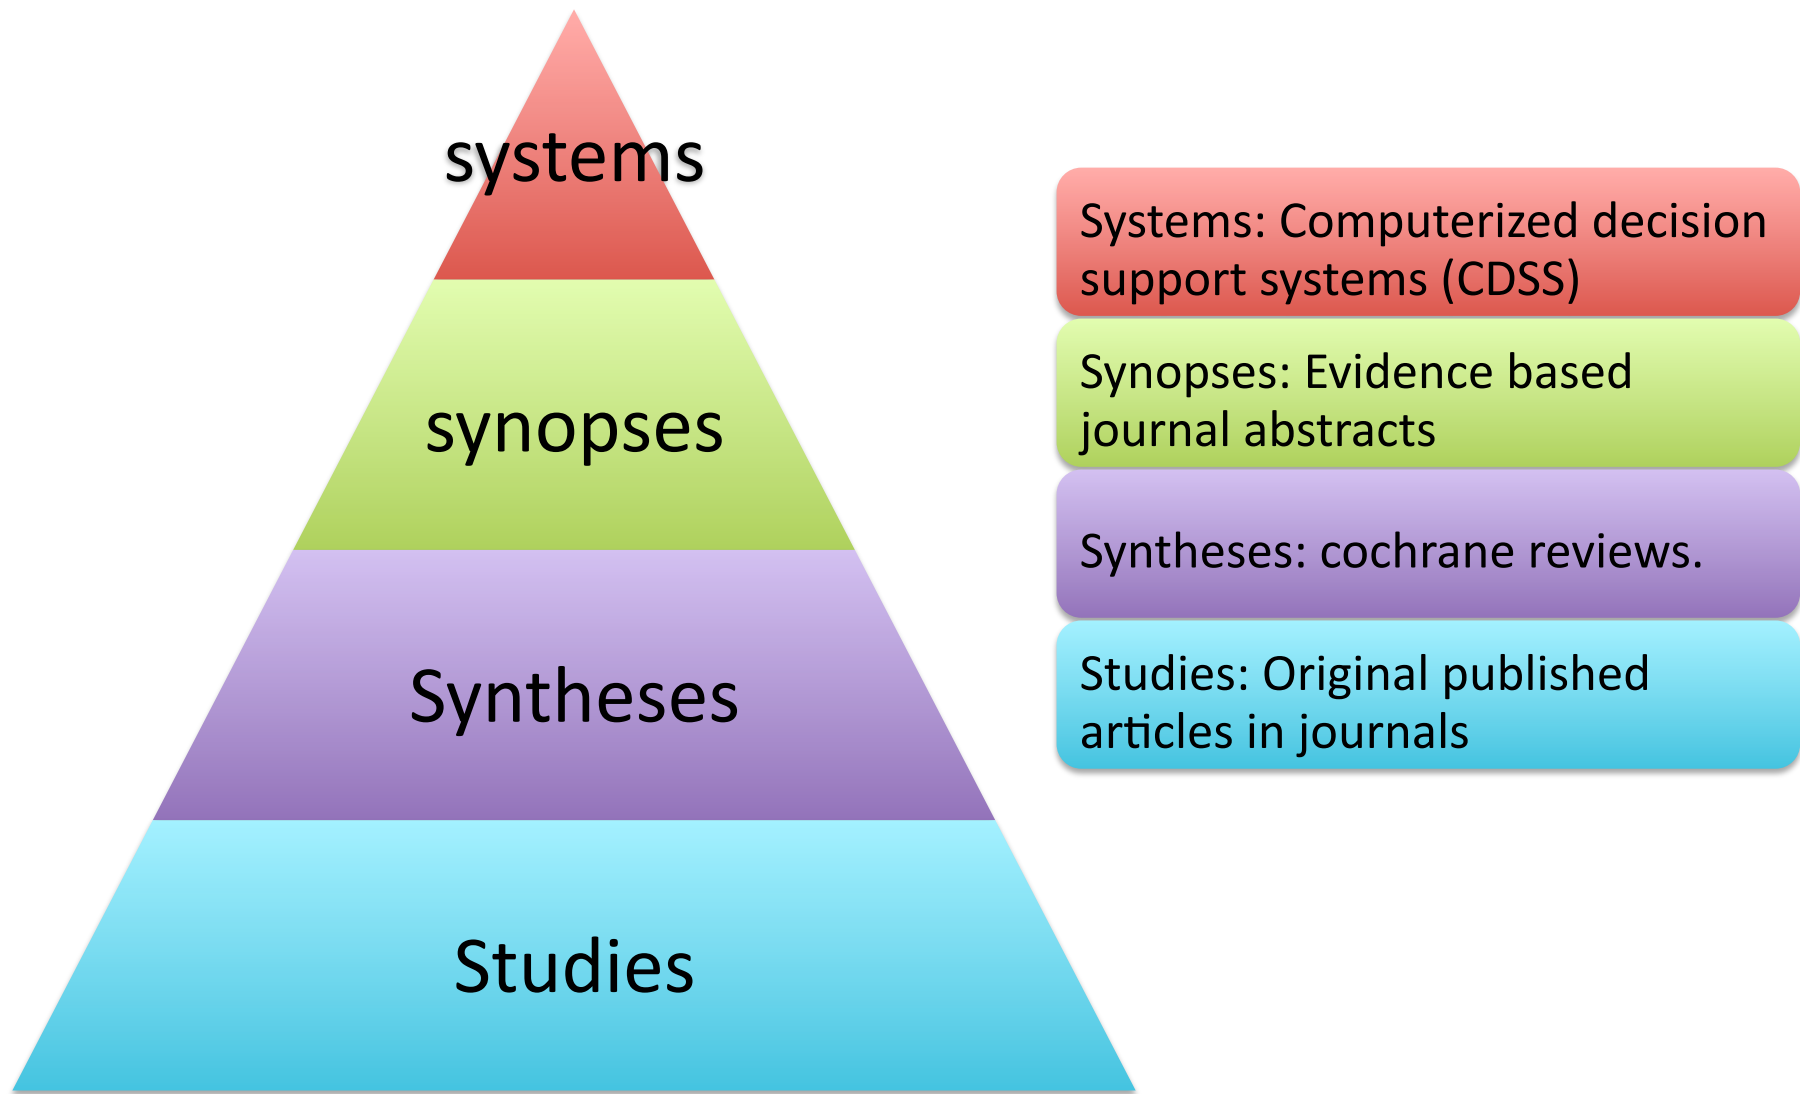 systems
synopses
Syntheses
Studies
Systems: Computerized decision
support systems (CDSS)
Synopses: Evidence based
journal abstracts
Syntheses: cochrane reviews.
Studies: Original published
articles in journals